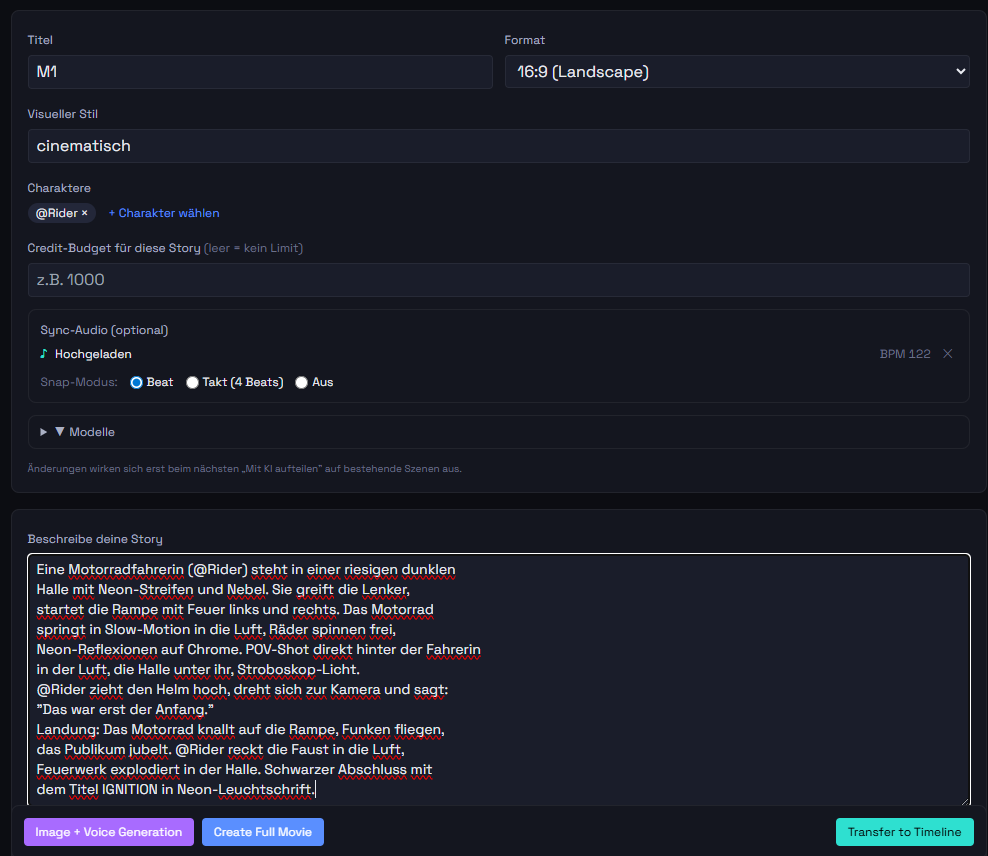 Titel
Format
M1
16:9 (Landscape)
Visueller Stil
cinematisch
Charaktere
@Rider × + Charakter wählen
Credit-Budget für diese Story (leer = kein Limit)
z.B. 1000
Sync-Audio (optional)
♪ Hochgeladen
BPM 122 ×
Snap-Modus: Beat Takt (4 Beats) Aus
▶ ▼ Modelle
Änderungen wirken sich erst beim nächsten „Mit KI aufteilen" auf bestehende Szenen aus.
Beschreibe deine Story
Eine Motorradfahrerin (@Rider) steht in einer riesigen dunklen
Halle mit Neon-Streifen und Nebel. Sie greift die Lenker,
startet die Rampe mit Feuer links und rechts. Das Motorrad
springt in Slow-Motion in die Luft, Räder spinnen frei,
Neon-Reflexionen auf Chrome. POV-Shot direkt hinter der Fahrerin
in der Luft, die Halle unter ihr, Stroboskop-Licht.
@Rider zieht den Helm hoch, dreht sich zur Kamera und sagt:
"Das war erst der Anfang."
Landung: Das Motorrad knallt auf die Rampe, Funken fliegen,
das Publikum jubelt. @Rider reckt die Faust in die Luft,
Feuerwerk explodiert in der Halle. Schwarzer Abschluss mit
dem Titel IGNITION in Neon-Leuchtschrift.
Image + Voice Generation
Create Full Movie
Transfer to Timeline